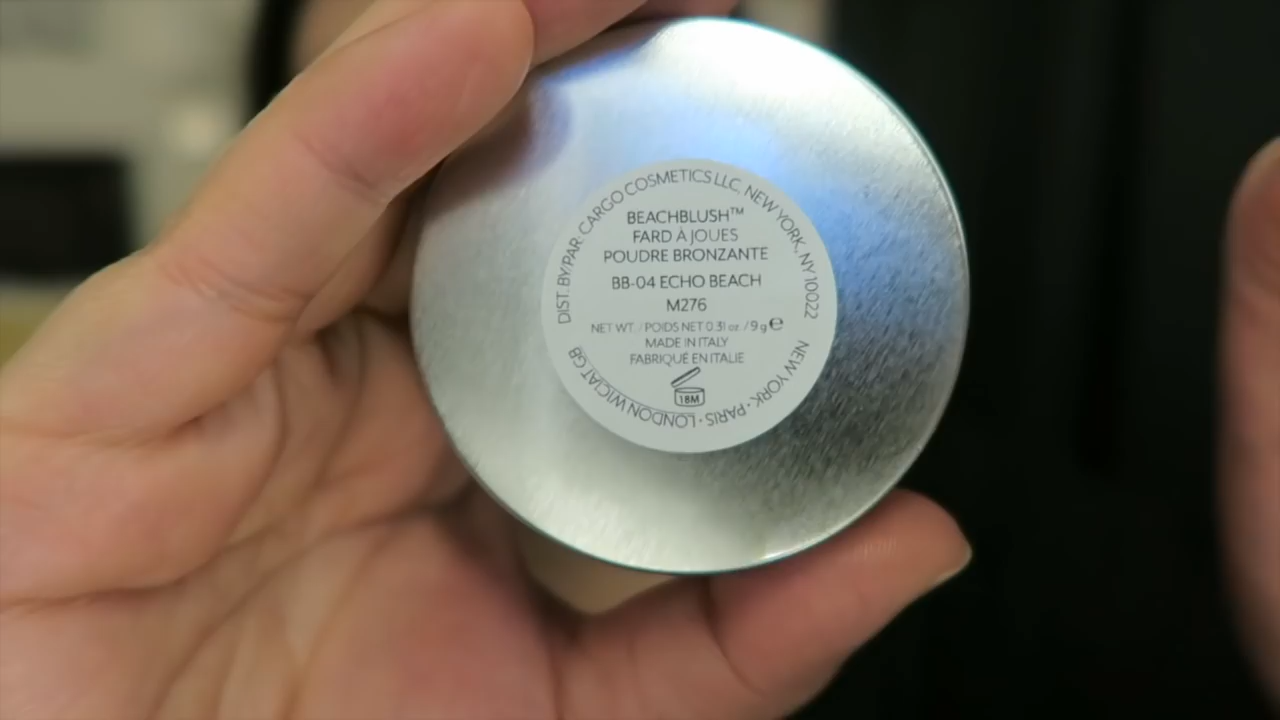 DIST. BY/PAR: CARGO COSMETICS LLC, NEW YORK, NY 10022
BEACHBLUSH™
FARD À JOUES
POUDRE BRONZANTE
BB-04 ECHO BEACH
M276
NET WT. / POIDS NET 0.31 oz. / 9 g ℮
MADE IN ITALY
FABRIQUÉ EN ITALIE
18M
NEW YORK • PARIS • LONDON W1C1AT GB